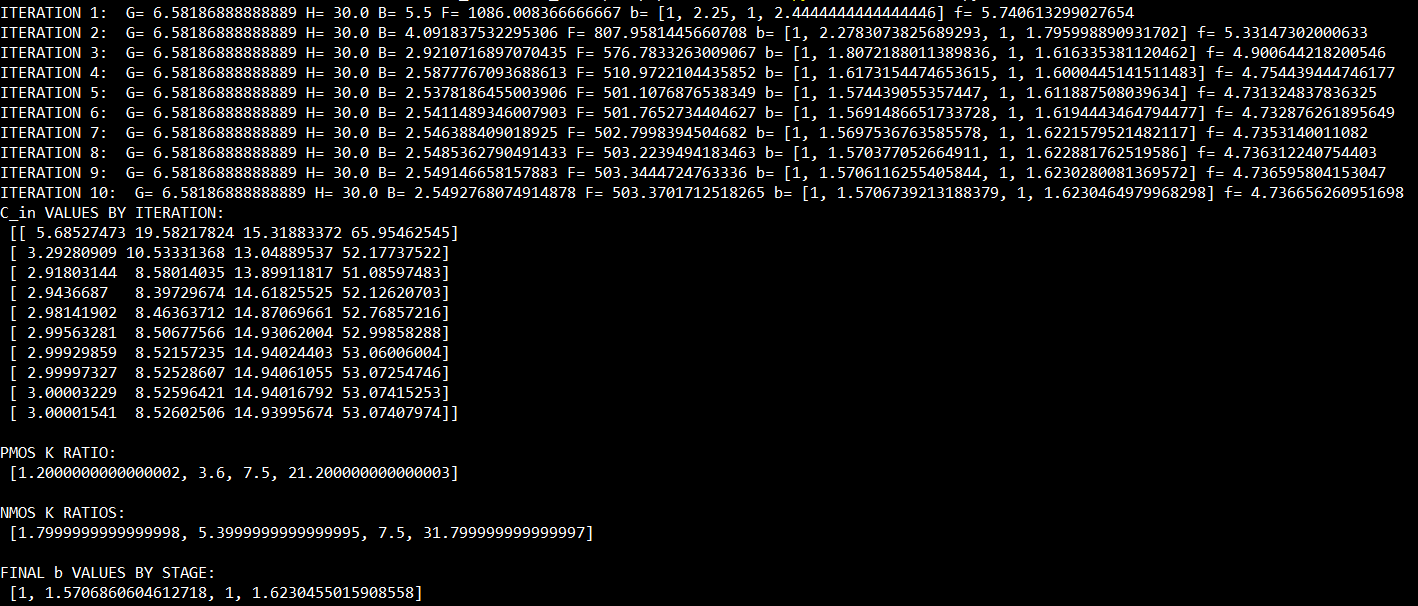 ITERATION 1:  G= 6.58186888888889 H= 30.0 B= 5.5 F= 1086.008366666667 b= [1, 2.25, 1, 2.4444444444444446] f= 5.740613299027654
ITERATION 2:  G= 6.58186888888889 H= 30.0 B= 4.091837532295306 F= 807.9581445660708 b= [1, 2.2783073825689293, 1, 1.795998890931702] f= 5.33147302000633
ITERATION 3:  G= 6.58186888888889 H= 30.0 B= 2.9210716897070435 F= 576.7833263009067 b= [1, 1.8072188011389836, 1, 1.616335381120462] f= 4.900644218200546
ITERATION 4:  G= 6.58186888888889 H= 30.0 B= 2.5877767093688613 F= 510.9722104435852 b= [1, 1.6173154474653615, 1, 1.6000445141511483] f= 4.754439444746177
ITERATION 5:  G= 6.58186888888889 H= 30.0 B= 2.5378186455003906 F= 501.1076876538349 b= [1, 1.574439055357447, 1, 1.611887508039634] f= 4.731324837836325
ITERATION 6:  G= 6.58186888888889 H= 30.0 B= 2.5411489346007903 F= 501.7652734404627 b= [1, 1.5691486651733728, 1, 1.6194443464794477] f= 4.732876261895649
ITERATION 7:  G= 6.58186888888889 H= 30.0 B= 2.546388409018925 F= 502.7998394504682 b= [1, 1.5697536763585578, 1, 1.6221579521482117] f= 4.7353140011082
ITERATION 8:  G= 6.58186888888889 H= 30.0 B= 2.5485362790491433 F= 503.2239494183463 b= [1, 1.570377052664911, 1, 1.622881762519586] f= 4.736312240754403
ITERATION 9:  G= 6.58186888888889 H= 30.0 B= 2.549146658157883 F= 503.3444724763336 b= [1, 1.5706116255405844, 1, 1.6230280081369572] f= 4.736595804153047
ITERATION 10:  G= 6.58186888888889 H= 30.0 B= 2.5492768074914878 F= 503.3701712518265 b= [1, 1.5706739213188379, 1, 1.6230464979968298] f= 4.736656260951698
C_in VALUES BY ITERATION:
[[ 5.68527473 19.58217824 15.31883372 65.95462545]
[ 3.29280909 10.53331368 13.04889537 52.17737522]
[ 2.91803144  8.58014035 13.89911817 51.08597483]
[ 2.9436687   8.39729674 14.61825525 52.12620703]
[ 2.98141902  8.46363712 14.87069661 52.76857216]
[ 2.99563281  8.50677566 14.93062004 52.99858288]
[ 2.99929859  8.52157235 14.94024403 53.06006004]
[ 2.99997327  8.52528607 14.94061055 53.07254746]
[ 3.00003229  8.52596421 14.94016792 53.07415253]
[ 3.00001541  8.52602506 14.93995674 53.07407974]]
PMOS K RATIO:
[1.2000000000000002, 3.6, 7.5, 21.200000000000003]
NMOS K RATIOS:
[1.7999999999999998, 5.3999999999999995, 7.5, 31.799999999999997]
FINAL b VALUES BY STAGE:
[1, 1.5706860604612718, 1, 1.6230455015908558]